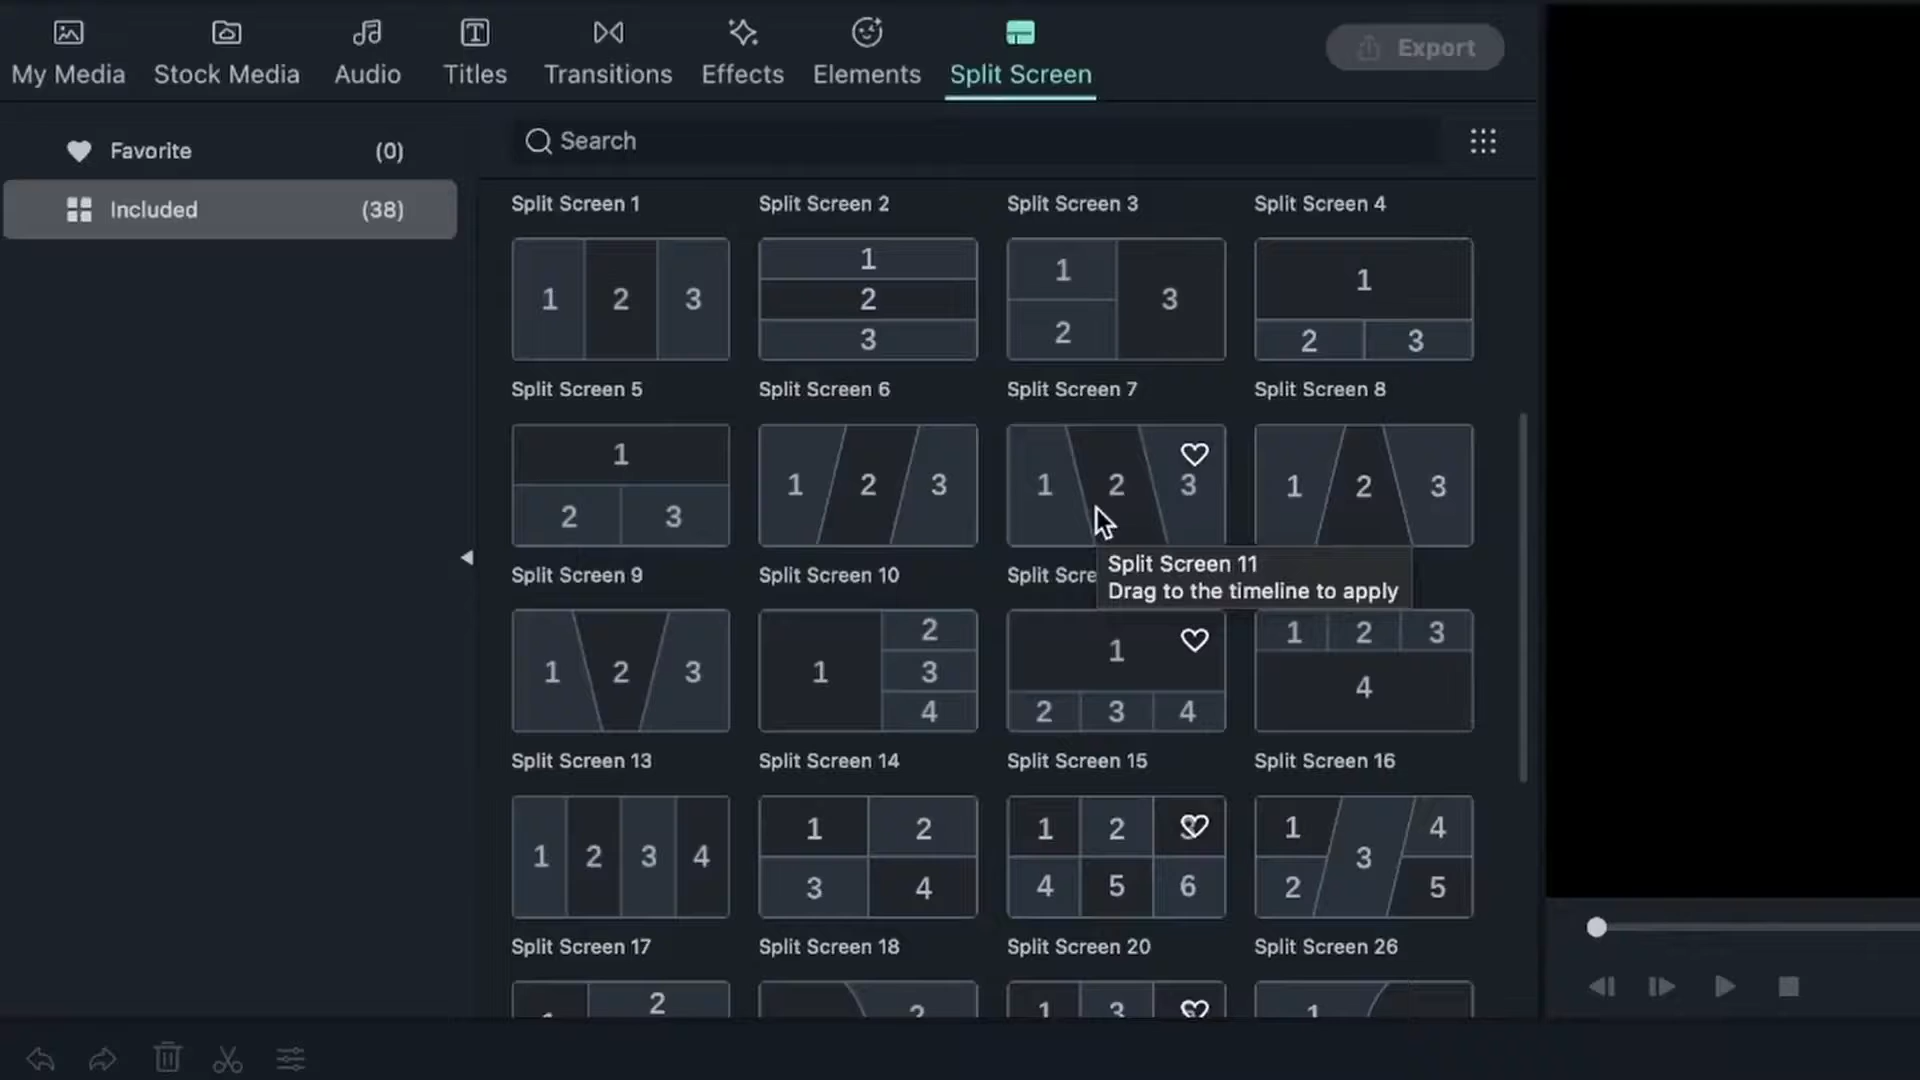 My Media Stock Media Audio Titles Transitions Effects Elements Split Screen Export
Favorite (0)
Included (38)
Search
Split Screen 1 Split Screen 2 Split Screen 3 Split Screen 4
1 2 3
1
2
3
1
2
3
1
2 3
Split Screen 5 Split Screen 6 Split Screen 7 Split Screen 8
1
2 3
1 2 3
1 2 3
1 2 3
Split Screen 9 Split Screen 10 Split Scre
Split Screen 11
Drag to the timeline to apply
1 2 3
1
2
3
4
1
2 3 4
1 2 3
4
Split Screen 13 Split Screen 14 Split Screen 15 Split Screen 16
1 2 3 4
1 2
3 4
1 2 3
4 5 6
1
2
3
4
5
Split Screen 17 Split Screen 18 Split Screen 20 Split Screen 26
1 2
2
1 3
1